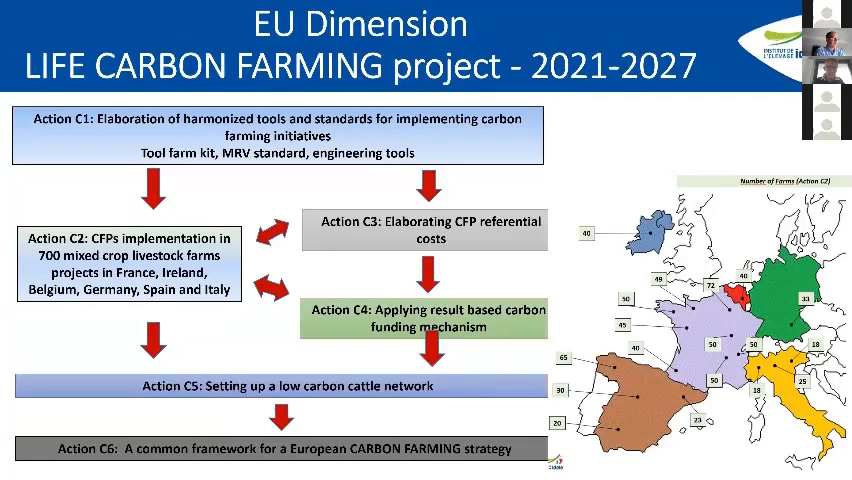 EU Dimension
LIFE CARBON FARMING project - 2021-2027
INSTITUT DE
L'ELEVAGE
Action C1: Elaboration of harmonized tools and standards for implementing carbon
farming initiatives
Tool farm kit, MRV standard, engineering tools
Action C2: CFPs implementation in
700 mixed crop livestock farms
projects in France, Ireland,
Belgium, Germany, Spain and Italy
Action C3: Elaborating CFP referential
costs
Action C4: Applying result based carbon
funding mechanism
Action C5: Setting up a low carbon cattle network
Action C6: A common framework for a European CARBON FARMING strategy
Number of Farms (Action C2)
40
49
72
40
50
33
45
50
50
18
40
65
50
25
18
30
23
20
idele